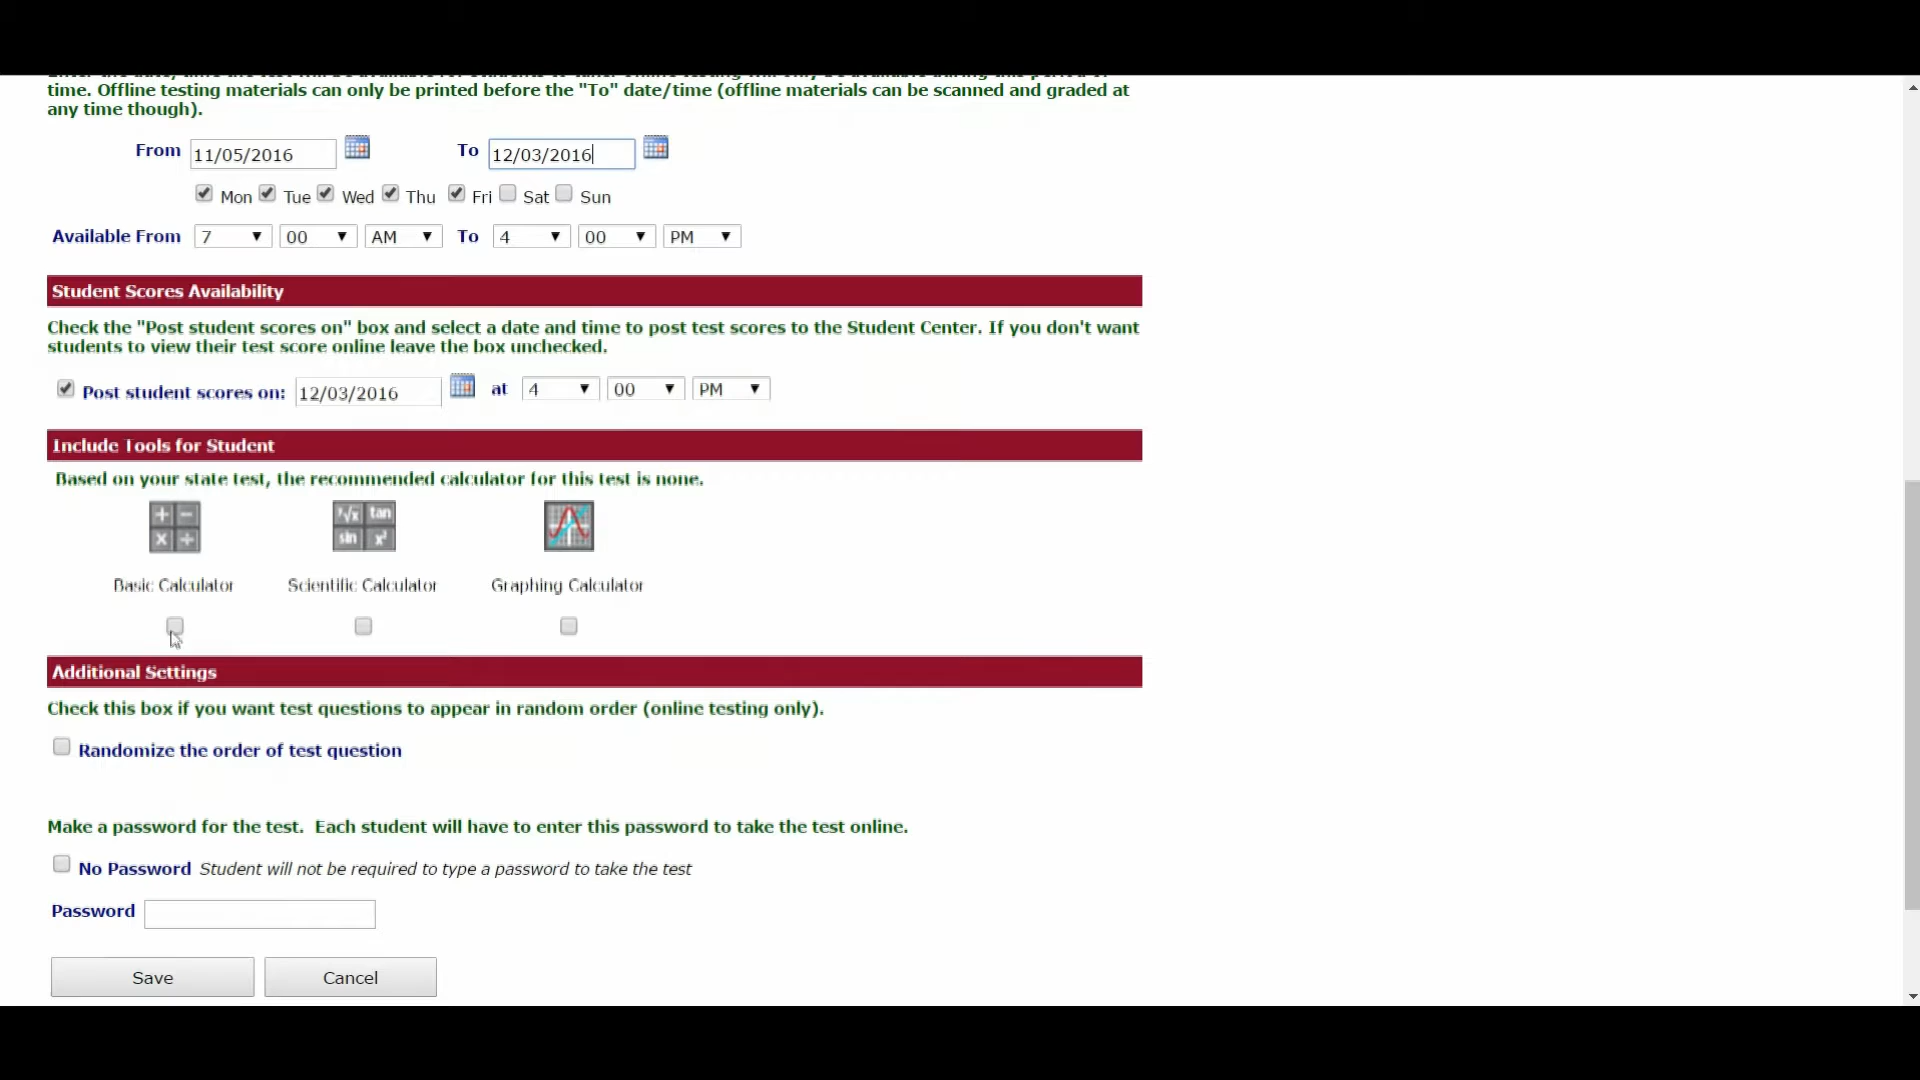 time. Offline testing materials can only be printed before the "To" date/time (offline materials can be scanned and graded at
any time though).
From 11/05/2016 To 12/03/2016
Mon Tue Wed Thu Fri Sat Sun
Available From 7 00 AM To 4 00 PM
Student Scores Availability
Check the "Post student scores on" box and select a date and time to post test scores to the Student Center. If you don't want
students to view their test score online leave the box unchecked.
Post student scores on: 12/03/2016 at 4 00 PM
Include Tools for Student
Based on your state test, the recommended calculator for this test is none.
+ − √x tan
x ÷ sin x²
Basic Calculator Scientific Calculator Graphing Calculator
Additional Settings
Check this box if you want test questions to appear in random order (online testing only).
Randomize the order of test question
Make a password for the test. Each student will have to enter this password to take the test online.
No Password Student will not be required to type a password to take the test
Password
Save Cancel